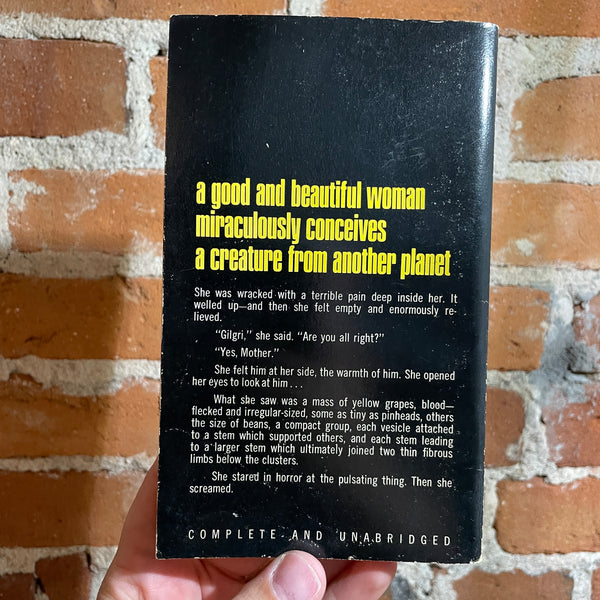 a good and beautiful woman
miraculously conceives
a creature from another planet
She was wracked with a terrible pain deep inside her. It
welled up—and then she felt empty and enormously re-
lieved.
"Gilgri," she said. "Are you all right?"
"Yes, Mother."
She felt him at her side, the warmth of him. She opened
her eyes to look at him . . .
What she saw was a mass of yellow grapes, blood—
flecked and irregular-sized, some as tiny as pinheads, others
the size of beans, a compact group, each vesicle attached
to a stem which supported others, and each stem leading
to a larger stem which ultimately joined two thin fibrous
limbs below the clusters.
She stared in horror at the pulsating thing. Then she
screamed.
COMPLETE AND UNABRIDGED